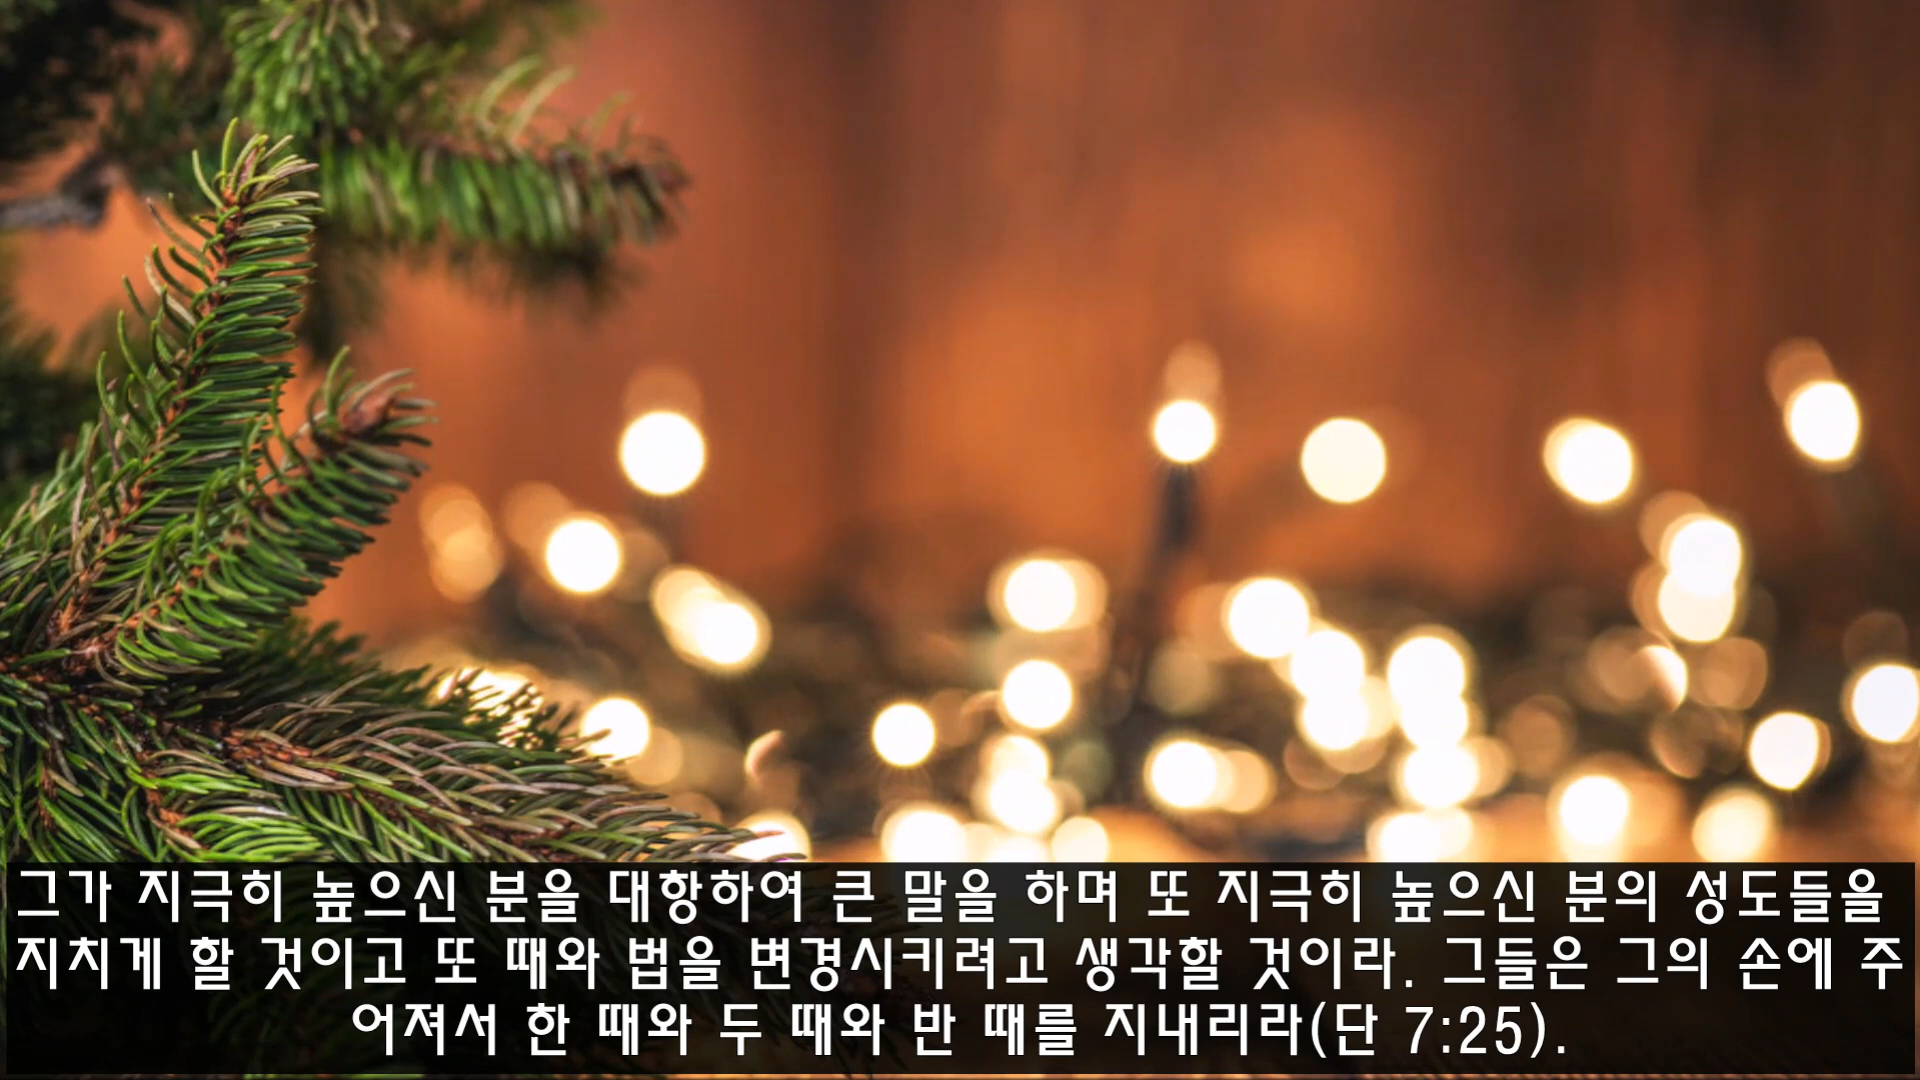 그가 지극히 높으신 분을 대항하여 큰 말을 하며 또 지극히 높으신 분의 성도들을
지치게 할 것이고 또 때와 법을 변경시키려고 생각할 것이라. 그들은 그의 손에 주
어져서 한 때와 두 때와 반 때를 지내리라(단 7:25).